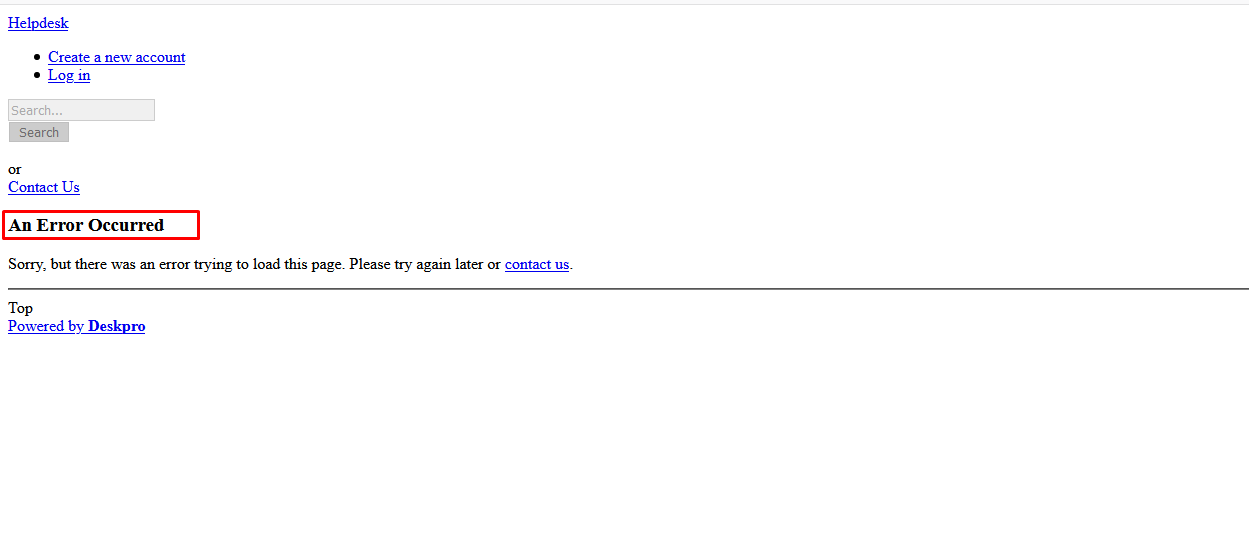 Helpdesk
Create a new account
Log in
Search...
Search
or
Contact Us
An Error Occurred
Sorry, but there was an error trying to load this page. Please try again later or contact us.
Top
Powered by Deskpro